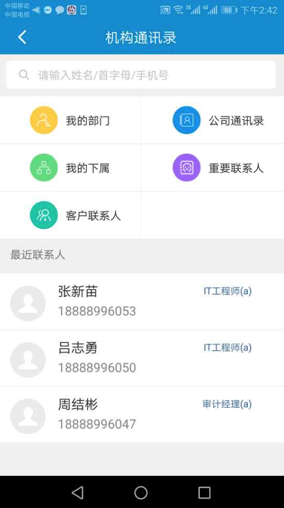 中国移动
中国电信
下午2:42
机构通讯录
请输入姓名/首字母/手机号
我的部门
公司通讯录
我的下属
重要联系人
客户联系人
最近联系人
张新苗
IT工程师(a)
18888996053
吕志勇
IT工程师(a)
18888996050
周结彬
审计经理(a)
18888996047